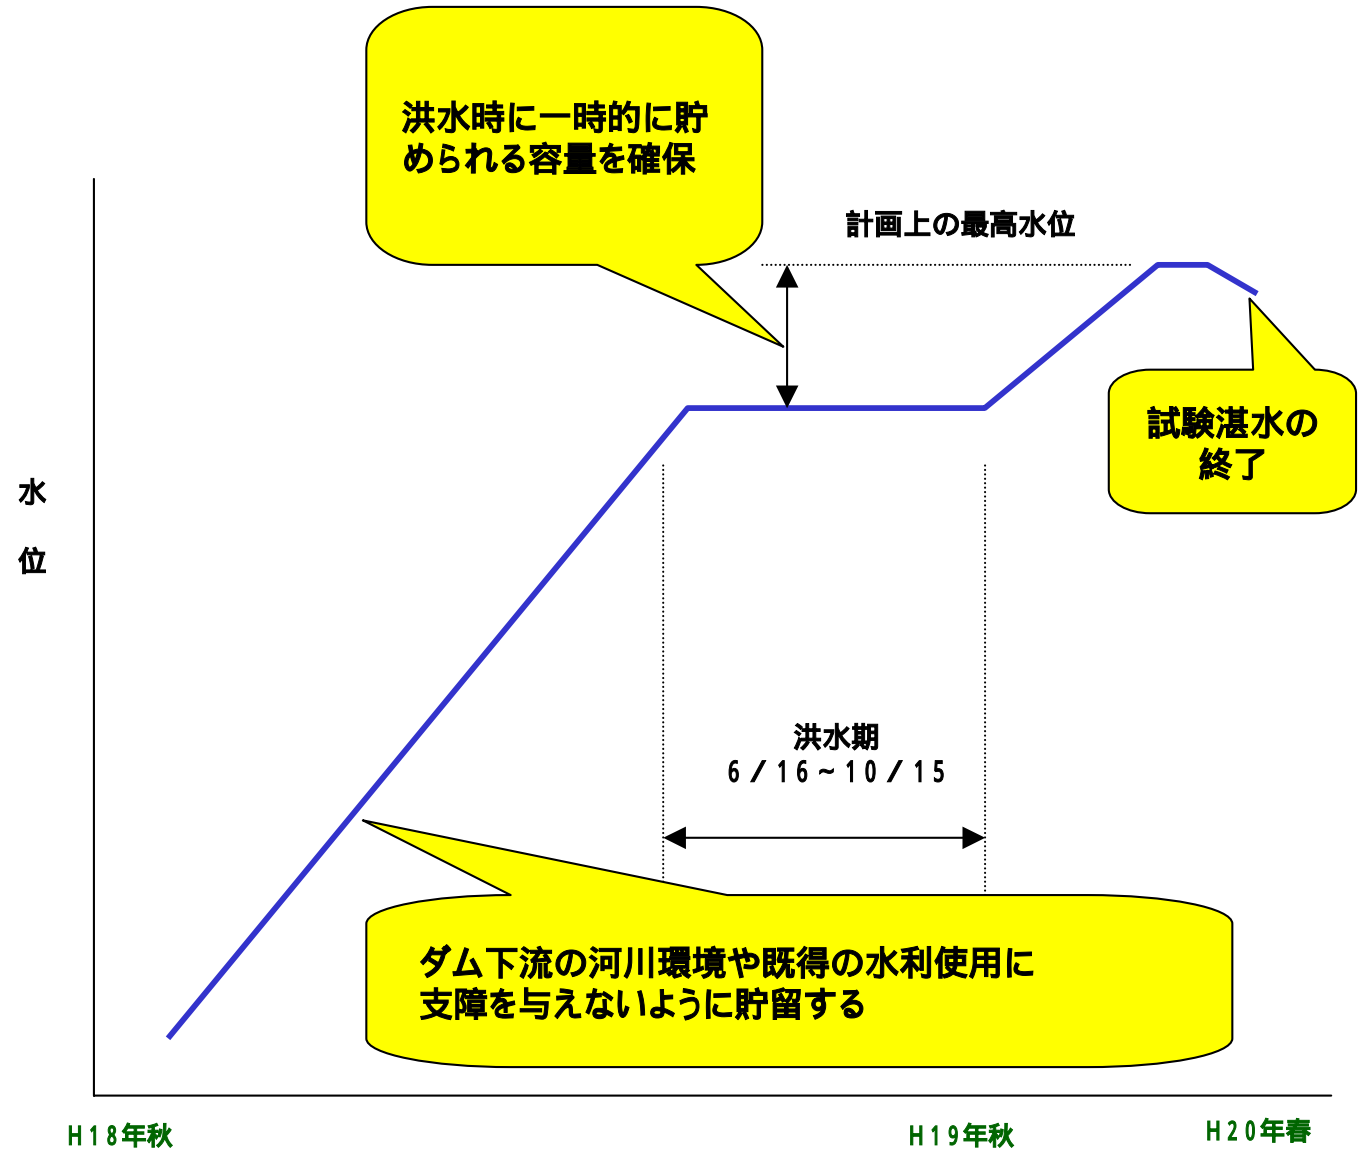 洪水時に一時的に貯
められる容量を確保
計画上の最高水位
試験湛水の
終了
水
位
洪水期
6/16~10/15
ダム下流の河川環境や既得の水利使用に
支障を与えないように貯留する
H18年秋
H19年秋
H20年春